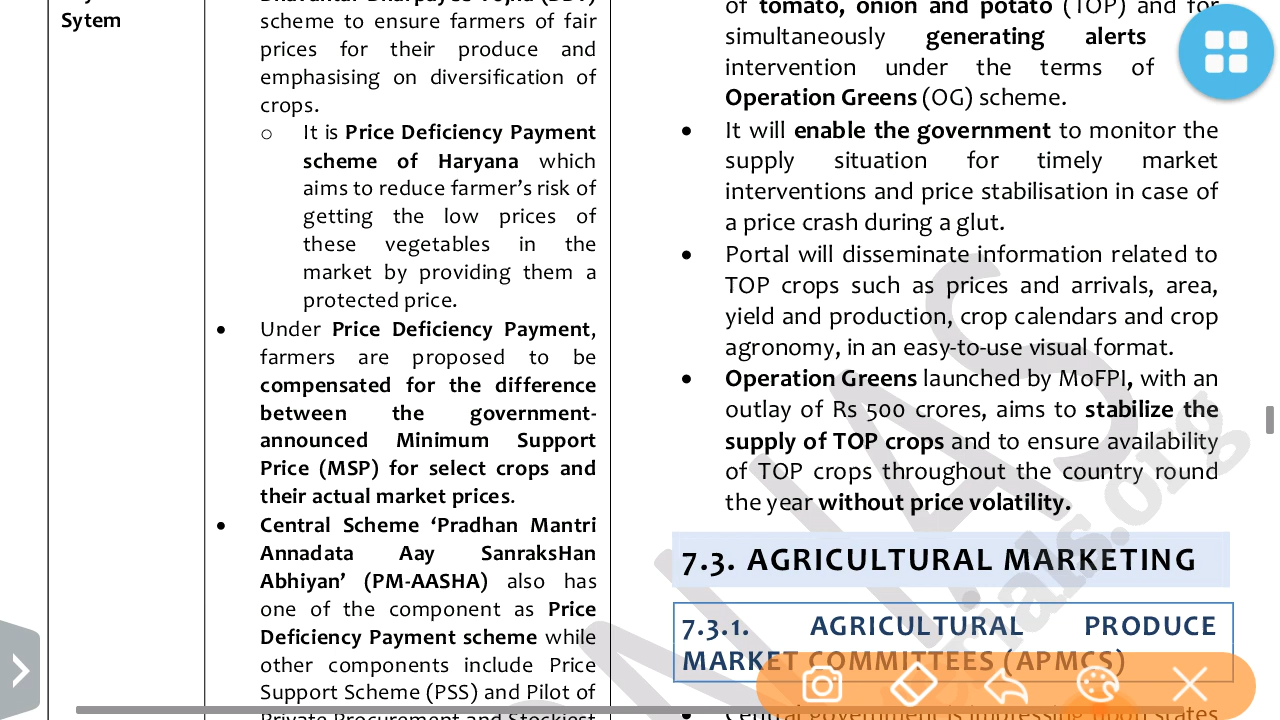 Sytem
scheme to ensure farmers of fair
prices for their produce and
emphasising on diversification of
crops.
o It is Price Deficiency Payment
scheme of Haryana which
aims to reduce farmer’s risk of
getting the low prices of
these vegetables in the
market by providing them a
protected price.
• Under Price Deficiency Payment,
farmers are proposed to be
compensated for the difference
between the government-
announced Minimum Support
Price (MSP) for select crops and
their actual market prices.
• Central Scheme ‘Pradhan Mantri
Annadata Aay SanraksHan
Abhiyan’ (PM-AASHA) also has
one of the component as Price
Deficiency Payment scheme while
other components include Price
Support Scheme (PSS) and Pilot of
Private Procurement and Stockiest
of tomato, onion and potato (TOP) and for
simultaneously generating alerts
intervention under the terms of
Operation Greens (OG) scheme.
• It will enable the government to monitor the
supply situation for timely market
interventions and price stabilisation in case of
a price crash during a glut.
• Portal will disseminate information related to
TOP crops such as prices and arrivals, area,
yield and production, crop calendars and crop
agronomy, in an easy-to-use visual format.
• Operation Greens launched by MoFPI, with an
outlay of Rs 500 crores, aims to stabilize the
supply of TOP crops and to ensure availability
of TOP crops throughout the country round
the year without price volatility.
7.3. AGRICULTURAL MARKETING
7.3.1. AGRICULTURAL PRODUCE
MARKET COMMITTEES (APMCS)
• Central government is impressing upon states